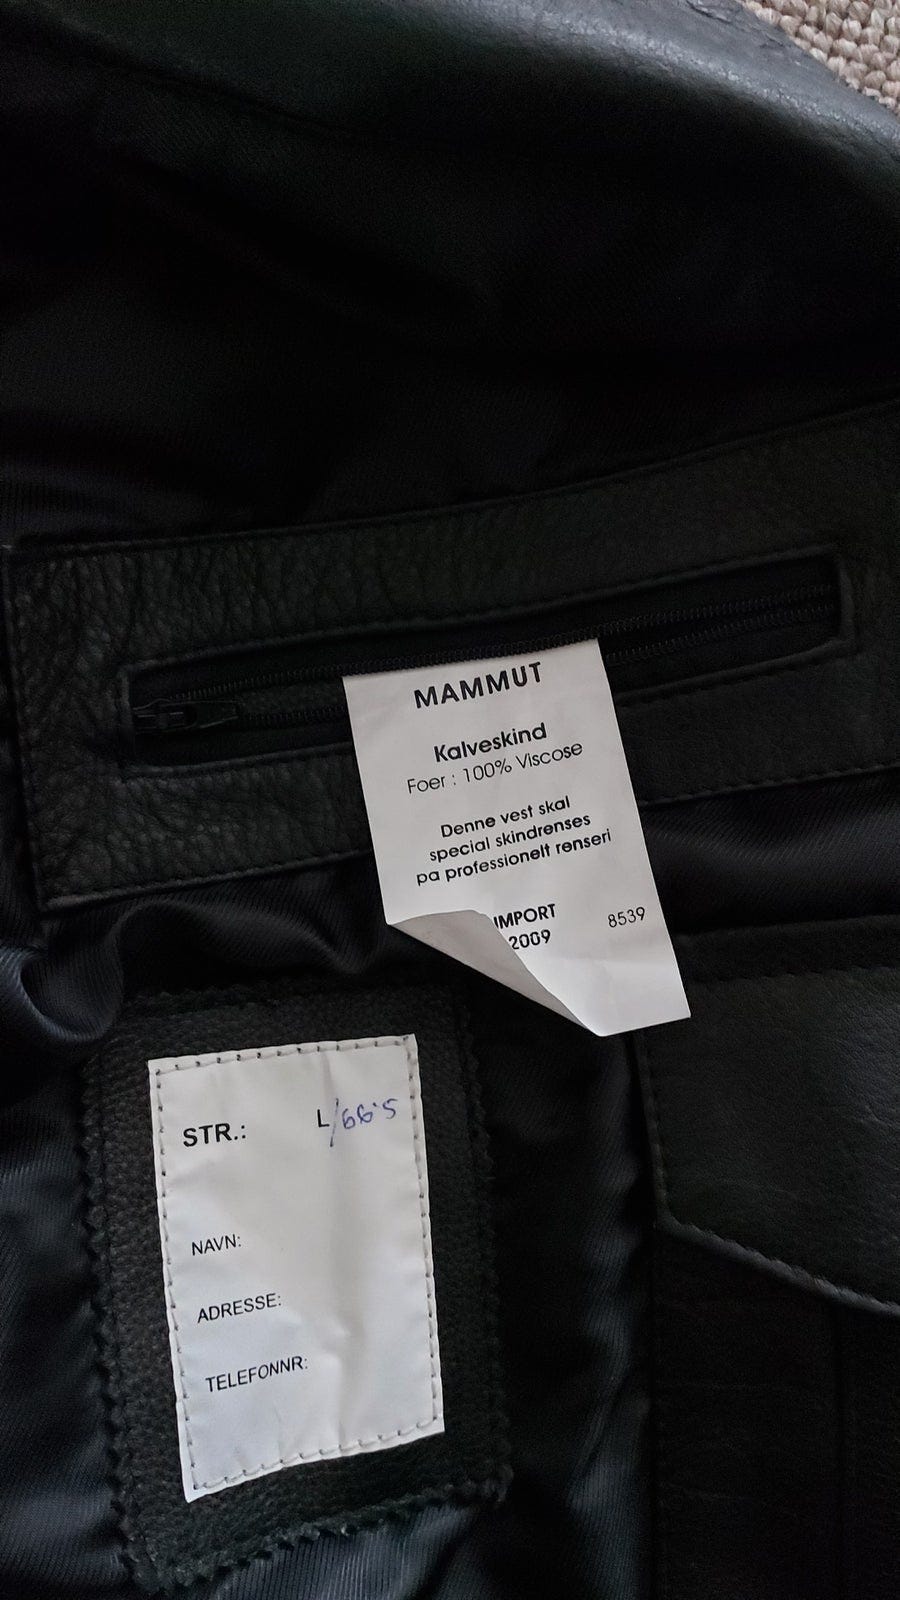 MAMMUT
Kalveskind
Foer : 100% Viscose
Denne vest skal
special skindrenses
pa professionelt renseri
IMPORT 8539
2009
STR.: L/66.5
NAVN:
ADRESSE:
TELEFONNR: